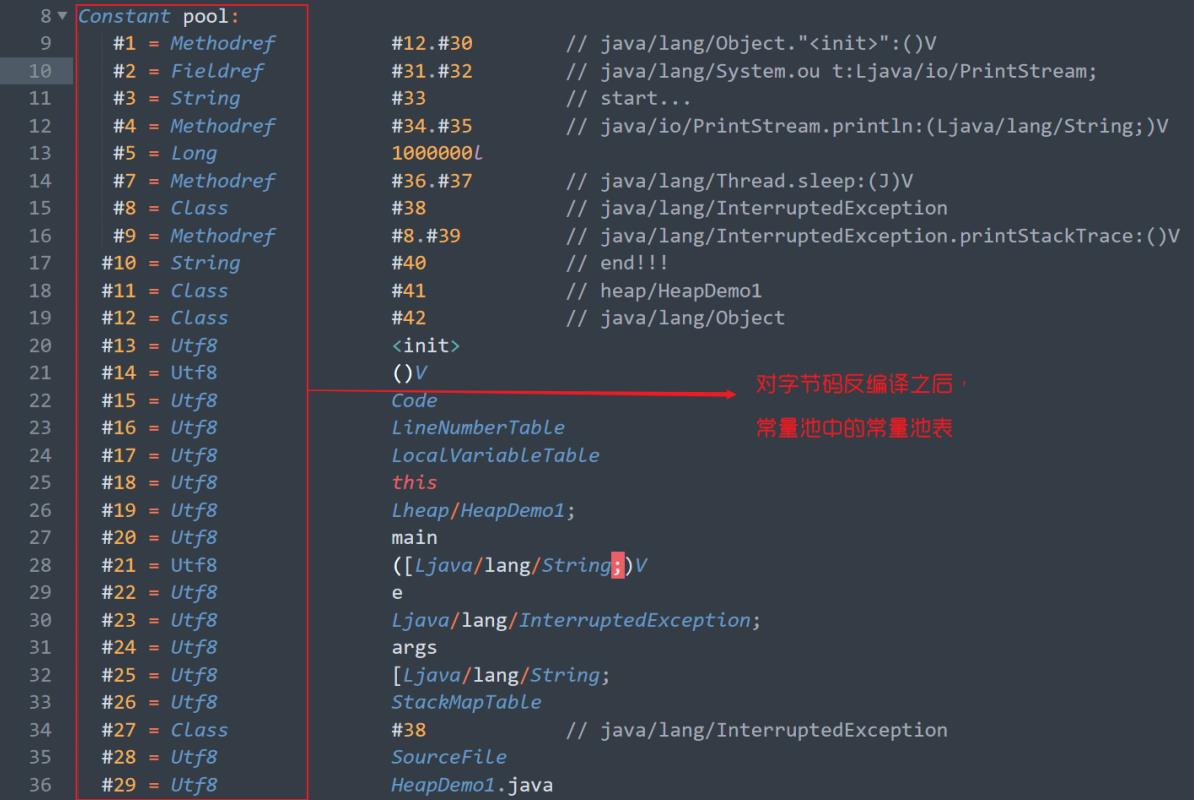 8 Constant pool:
9 #1 = Methodref #12.#30 // java/lang/Object."<init>":()V
10 #2 = Fieldref #31.#32 // java/lang/System.ou t:Ljava/io/PrintStream;
11 #3 = String #33 // start...
12 #4 = Methodref #34.#35 // java/io/PrintStream.println:(Ljava/lang/String;)V
13 #5 = Long 1000000l
14 #7 = Methodref #36.#37 // java/lang/Thread.sleep:(J)V
15 #8 = Class #38 // java/lang/InterruptedException
16 #9 = Methodref #8.#39 // java/lang/InterruptedException.printStackTrace:()V
17 #10 = String #40 // end!!!
18 #11 = Class #41 // heap/HeapDemo1
19 #12 = Class #42 // java/lang/Object
20 #13 = Utf8 <init>
21 #14 = Utf8 ()V
22 #15 = Utf8 Code
23 #16 = Utf8 LineNumberTable
24 #17 = Utf8 LocalVariableTable
25 #18 = Utf8 this
26 #19 = Utf8 Lheap/HeapDemo1;
27 #20 = Utf8 main
28 #21 = Utf8 ([Ljava/lang/String;)V
29 #22 = Utf8 e
30 #23 = Utf8 Ljava/lang/InterruptedException;
31 #24 = Utf8 args
32 #25 = Utf8 [Ljava/lang/String;
33 #26 = Utf8 StackMapTable
34 #27 = Class #38 // java/lang/InterruptedException
35 #28 = Utf8 SourceFile
36 #29 = Utf8 HeapDemo1.java
对字节码反编译之后，
常量池中的常量池表